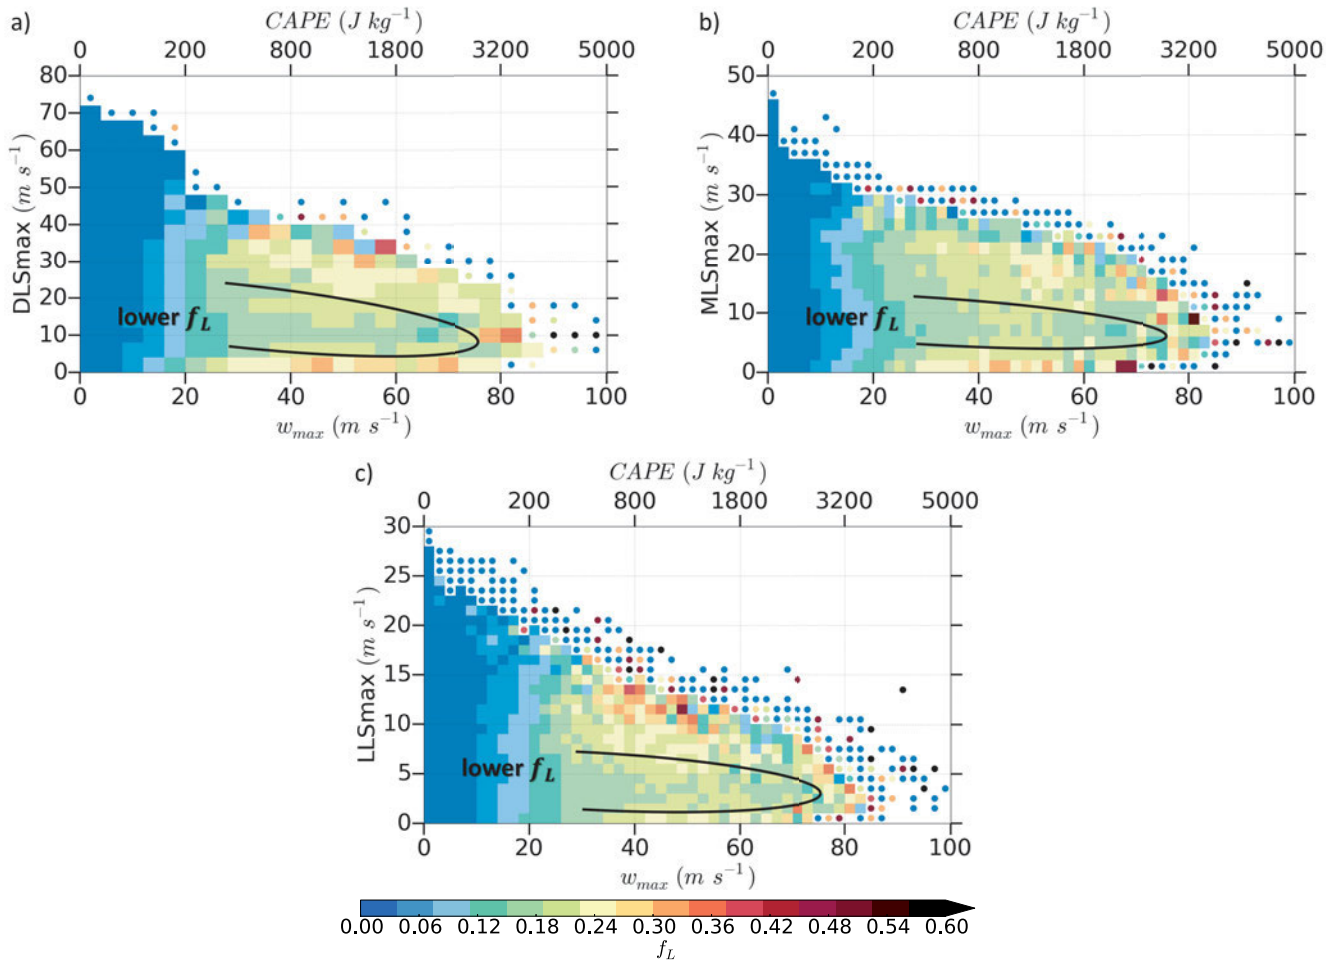 a)
CAPE (J kg⁻¹)
0 200 800 1800 3200 5000
80
70
60
50
40
30
20
10
0
DLSmax (m s⁻¹)
lower f_L
0 20 40 60 80 100
w_max (m s⁻¹)
b)
CAPE (J kg⁻¹)
0 200 800 1800 3200 5000
50
40
30
20
10
0
MLSmax (m s⁻¹)
lower f_L
0 20 40 60 80 100
w_max (m s⁻¹)
c)
CAPE (J kg⁻¹)
0 200 800 1800 3200 5000
30
25
20
15
10
5
0
LLSmax (m s⁻¹)
lower f_L
0 20 40 60 80 100
w_max (m s⁻¹)
0.00 0.06 0.12 0.18 0.24 0.30 0.36 0.42 0.48 0.54 0.60
f_L